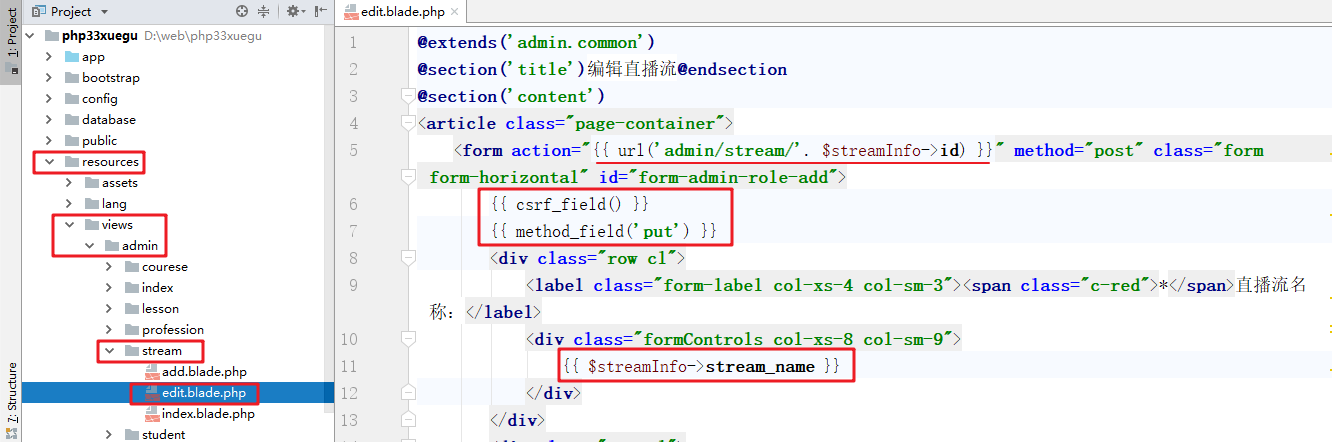 1: Project
7: Structure
Project
php33xuegu D:\web\php33xuegu
app
bootstrap
config
database
public
resources
assets
lang
views
admin
courese
index
lesson
profession
stream
add.blade.php
edit.blade.php
index.blade.php
student
edit.blade.php ×
1 @extends('admin.common')
2 @section('title')编辑直播流@endsection
3 @section('content')
4 <article class="page-container">
5 <form action="{{ url('admin/stream/'. $streamInfo->id) }}" method="post" class="form
form-horizontal" id="form-admin-role-add">
6 {{ csrf_field() }}
7 {{ method_field('put') }}
8 <div class="row cl">
9 <label class="form-label col-xs-4 col-sm-3"><span class="c-red">*</span>直播流名
称：</label>
10 <div class="formControls col-xs-8 col-sm-9">
11 {{ $streamInfo->stream_name }}
12 </div>
13 </div>